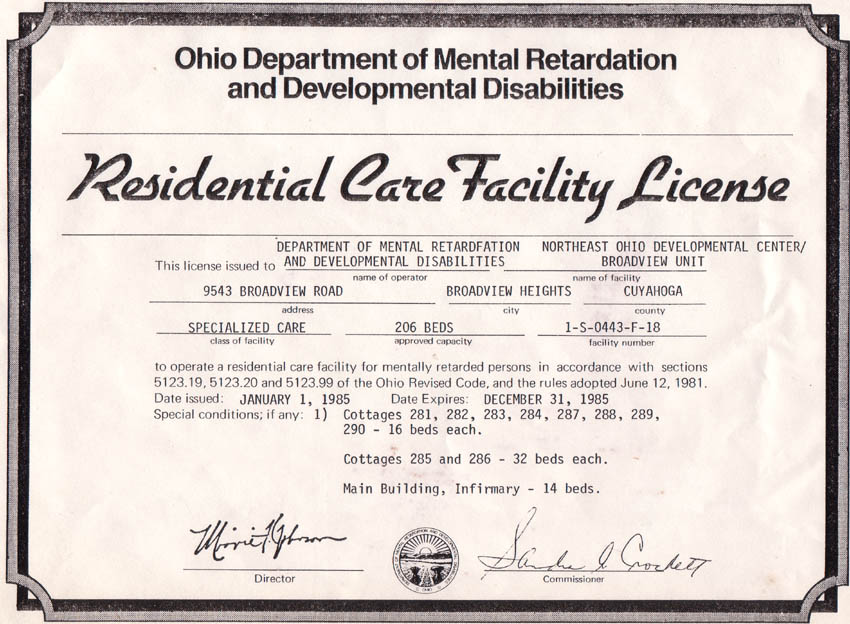 Ohio Department of Mental Retardation
and Developmental Disabilities
Residential Care Facility License
DEPARTMENT OF MENTAL RETARDFATION NORTHEAST OHIO DEVELOPMENTAL CENTER/
This license issued to AND DEVELOPMENTAL DISABILITIES BROADVIEW UNIT
name of operator name of facility
9543 BROADVIEW ROAD BROADVIEW HEIGHTS CUYAHOGA
address city county
SPECIALIZED CARE 206 BEDS 1-S-0443-F-18
class of facility approved capacity facility number
to operate a residential care facility for mentally retarded persons in accordance with sections
5123.19, 5123.20 and 5123.99 of the Ohio Revised Code, and the rules adopted June 12, 1981.
Date issued: JANUARY 1, 1985 Date Expires: DECEMBER 31, 1985
Special conditions; if any: 1) Cottages 281, 282, 283, 284, 287, 288, 289,
290 - 16 beds each.
Cottages 285 and 286 - 32 beds each.
Main Building, Infirmary - 14 beds.
Crockett
Director Commissioner